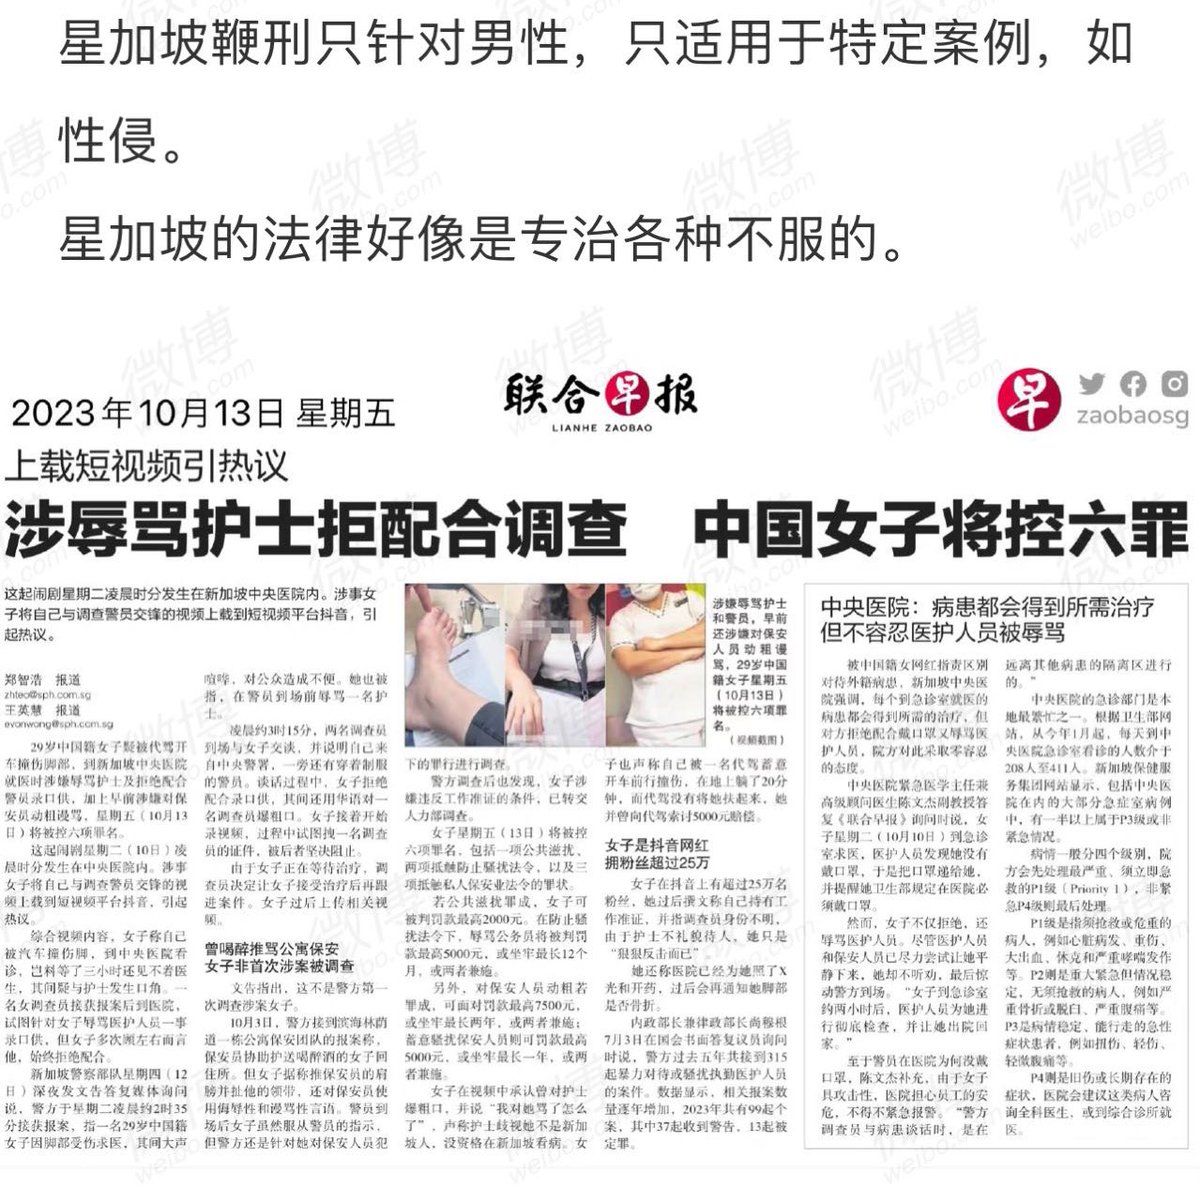 星加坡鞭刑只针对男性，只适用于特定案例，如
性侵。
星加坡的法律好像是专治各种不服的。
2023年10月13日 星期五
联合早报
LIANHE ZAOBAO
早
zaobaosg
上载短视频引热议
涉辱骂护士拒配合调查 中国女子将控六罪
这起闹剧星期二凌晨时分发生在新加坡中央医院内。涉事女
子将自己与调查警员交锋的视频上载到短视频平台抖音，引
起热议。
郑智浩 报道
zhteo@sph.com.sg
王英慧 报道
evonwong@sph.com.sg
29岁中国籍女子疑被代驾开
车撞伤脚部，到新加坡中央医院
就医时涉嫌辱骂护士及拒绝配合
警员录口供，加上早前涉嫌对保
安员动粗谩骂，星期五（10月13
日）将被控六项罪名。
这起闹剧星期二（10日）凌
晨时分发生在中央医院内。涉事
女子将自己与调查警员交锋的视
频上载到短视频平台抖音，引起
热议。
综合视频内容，女子称自己
被汽车撞伤脚，到中央医院看
诊，岂料等了三小时还见不着医
生，其间疑与护士发生口角。一
名女调查员接获报案后到医院，
试图针对女子辱骂医护人员一事
录口供，但女子多次顾左右而言
他，始终拒绝配合。
新加坡警察部队星期四（12
日）深夜发文告答复媒体询问
说，警方于星期二凌晨约2时35
分接获报案，指一名29岁中国籍
女子因脚部受伤求医，其间大声
喧哗，对公众造成不便。她也被
指，在警员到场前辱骂一名护
士。
凌晨约3时15分，两名调查员
到场与女子交谈，并说明自己来
自中央警署，一旁还有穿着制服
的警员。谈话过程中，女子拒绝
配合录口供，其间还用华语对一
名调查员爆粗口。女子接着开始
录视频，过程中试图拽一名调查
员的证件，被后者坚决阻止。
由于女子正在等待治疗，调
查员决定让女子接受治疗后再跟
进案件。女子过后上传相关视
频。
曾喝醉推骂公寓保安
女子非首次涉案被调查
文告指出，这不是警方第一
次调查涉案女子。
10月3日，警方接到滨海林荫
道一栋公寓保安团队的报案称，
保安员协助护送喝醉酒的女子回
住所。但女子据称推保安员的肩
膀并扯他的领带，还对保安员使
用侮辱性和谩骂性言语。警员到
场后女子虽然服从警员的指示，
但警方还是针对她对保安人员犯
下的罪行进行调查。
警方调查后也发现，女子涉
嫌违反工作准证的条件，已转交
人力部调查。
女子星期五（13日）将被控
六项罪名，包括一项公共滋扰、
两项抵触防止骚扰法令，以及三
项抵触私人保安业法令的罪状。
若公共滋扰罪成，女子可
被判罚款最高2000元。在防止骚
扰法令下，辱骂公务员将被判罚
款最高5000元，或坐牢最长12个
月，或两者兼施。
另外，对保安人员动粗若
罪成，可面对罚款最高7500元，
或坐牢最长两年，或两者兼施；
蓄意骚扰保安人员则可罚款最高
5000元，或坐牢最长一年，或两
者兼施。
女子在视频中承认曾对护士
爆粗口，并说“我对她骂了怎么
了”，声称护士歧视她不是新加
坡人，没资格在新加坡看病。女
涉嫌辱骂护士
和警员，早前
还涉嫌对保安
人员动粗谩
骂，29岁中国
籍女子星期五
（10月13日）
将被控六项罪
名。
（视频截图）
子也声称自己被一名代驾蓄意
开车前行撞伤，在地上躺了20分
钟，而代驾没有将她扶起来，她
并曾向代驾索讨5000元赔偿。
女子是抖音网红
拥粉丝超过25万
女子在抖音上有超过25万名
粉丝，她过后撰文称自己持有工
作准证，并指调查员身份不明，
由于护士不礼貌待人，她只是
“狠狠反击而已”。
她还称医院已经为她照了X
光和开药，过后会再通知她脚部
是否骨折。
内政部长兼律政部长尚穆根
7月3日在国会书面答复议员询问
时说，警方过去五年共接到315
起暴力对待或骚扰执勤医护人员
的案件。数据显示，相关报案数
量逐年增加，2023年共有99起个
案，其中37起收到警告，13起被
定罪。
中央医院：病患都会得到所需治疗
但不容忍医护人员被辱骂
被中国籍女网红指责区别
对待外籍病患，新加坡中央医
院强调，每个到急诊室就医的
病患都会得到所需的治疗，但
对方拒绝配合戴口罩又辱骂医
护人员，院方对此采取零容忍
的态度。
中央医院紧急医学主任兼
高级顾问医生陈文杰副教授答
复《联合早报》询问时说，女
子星期二（10月10日）到急诊
室求医，医护人员发现她没有
戴口罩，于是把口罩递给她，
并提醒她卫生部规定在医院必
须戴口罩。
然而，女子不仅拒绝，还
辱骂医护人员。尽管医护人员
和保安人员已尽力尝试让她平
静下来，她却不听劝，最后惊
动警方到场。“女子到急诊室
约两小时后，医护人员为她进
行彻底检查，并让她出院回
家。”
至于警员在医院为何没戴
口罩，陈文杰补充，由于女子
具攻击性，医院担心员工的安
危，不得不紧急报警。“警方
调查员与病患谈话时，是在
远离其他病患的隔离区进行
的。”
中央医院的急诊部门是本
地最繁忙之一。根据卫生部网
站，从今年1月起，每天到中
央医院急诊室看诊的人数介于
208人至411人。新加坡保健服
务集团网站显示，包括中央医
院在内的大部分急症室病例
中，有一半以上属于P3级或非
紧急情况。
病情一般分四个级别，院
方会先处理最严重、须立即急
救的P1级（Priority 1），非紧
急P4级则最后处理。
P1级是指须抢救或危重的
病人，例如心脏病发、重伤、
大出血、休克和严重哮喘发作
等。P2则是重大紧急但情况稳
定，无须抢救的病人，例如严
重骨折或脱臼、严重腹痛等。
P3是病情稳定、能行走的急性
症状患者，例如扭伤、轻伤、
轻微腹痛等。
P4则是旧伤或长期存在的
症状，医院会建议这类病人咨
询全科医生，或到综合诊所就
医。